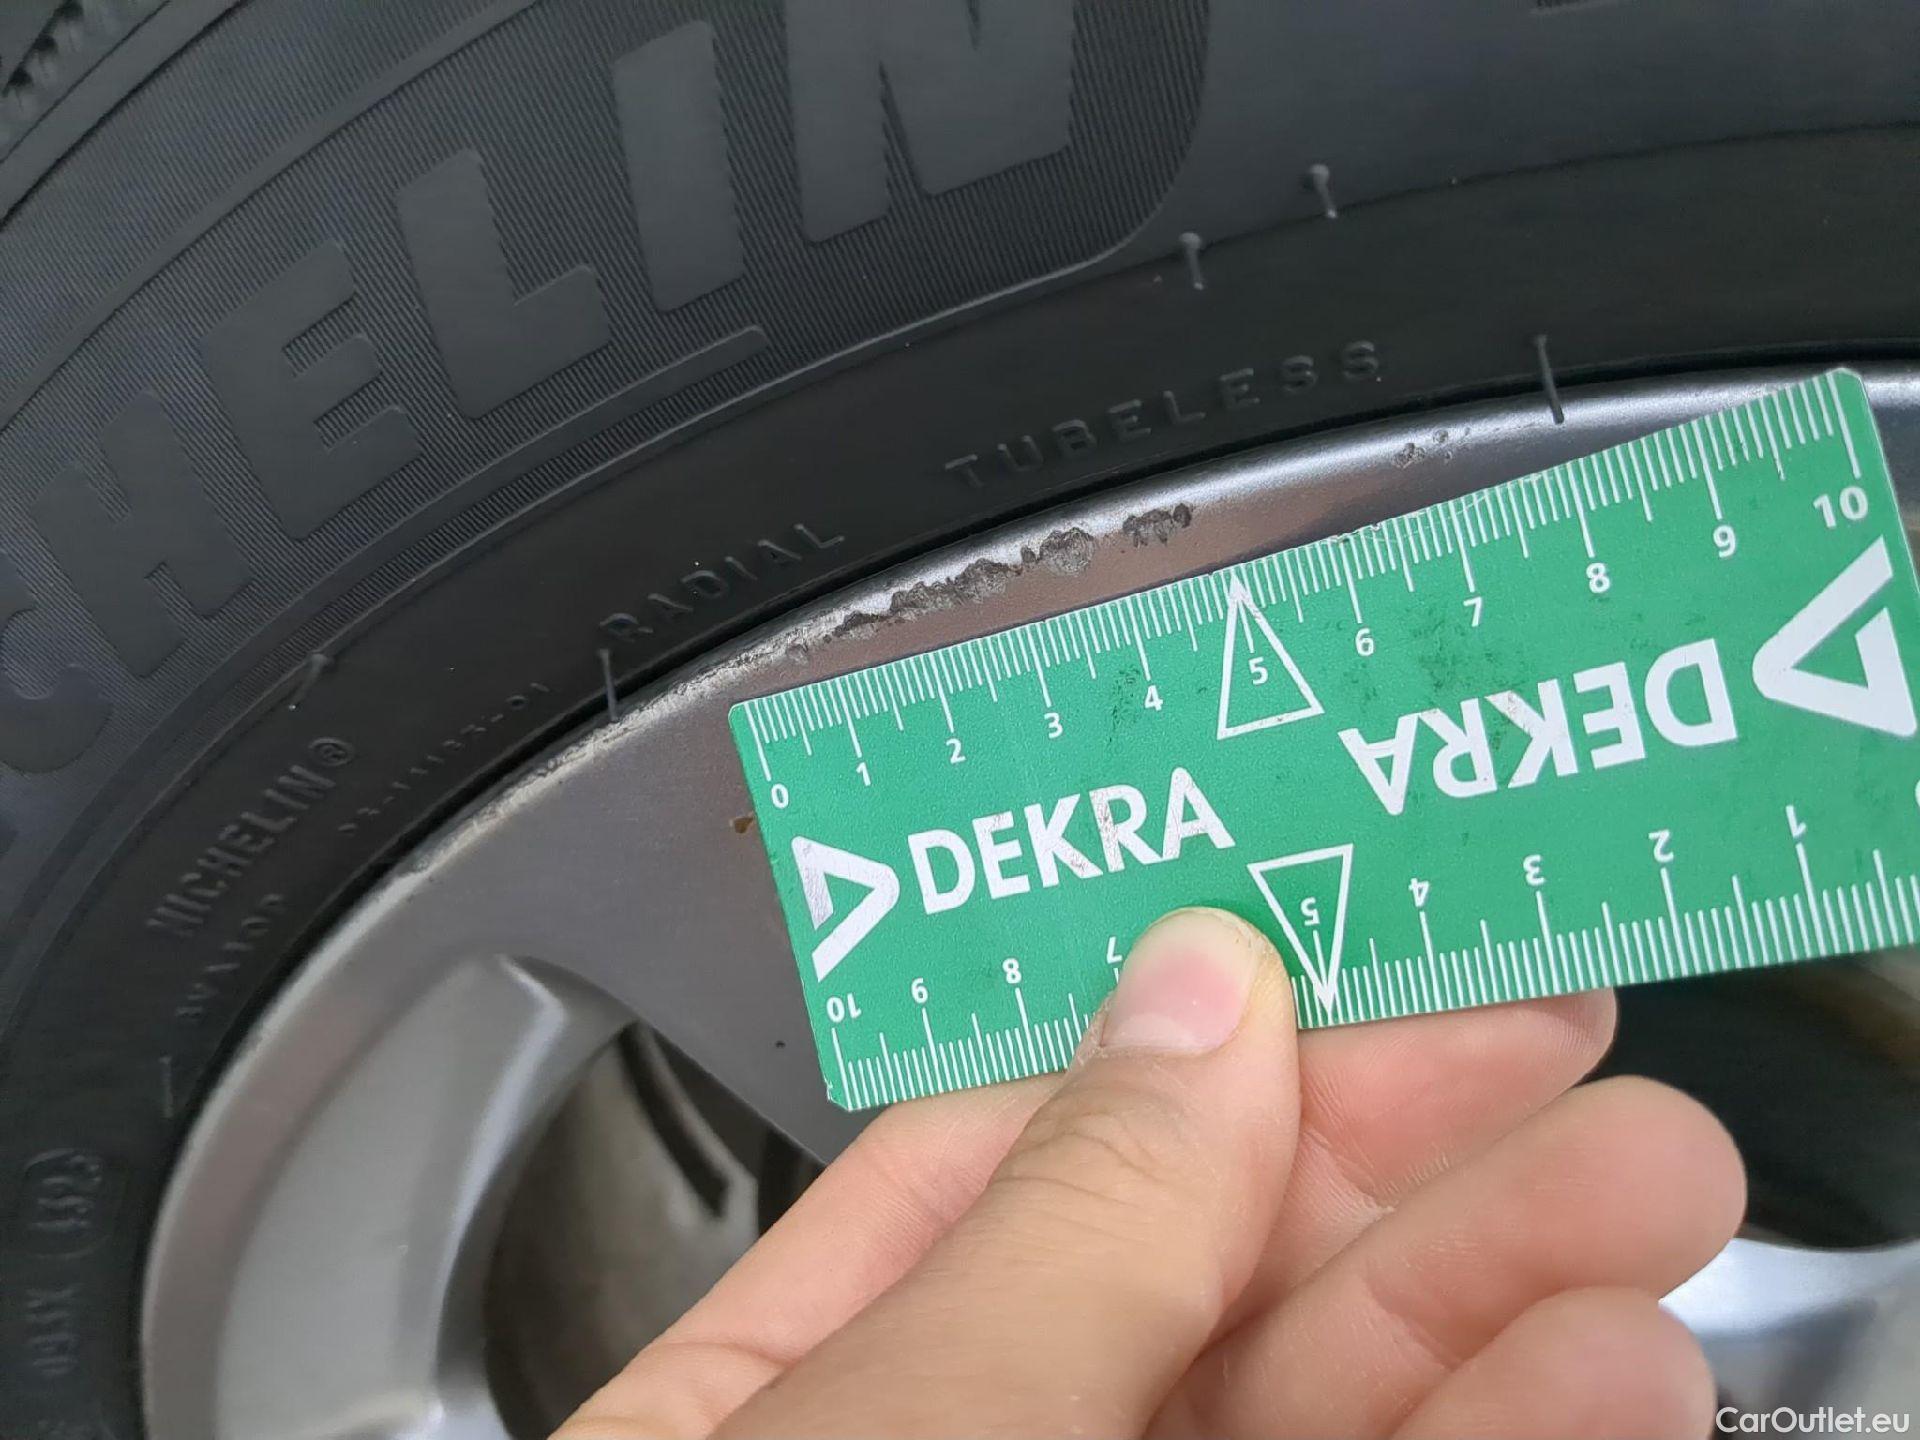 CHELIN
TUBELESS
RADIAL
MICHELIN®
0 1 2 3 4 5 6 7 8 9 10
DEKRA
DEKRA
10 9 8 7 5 4 3 2 1
CarOutlet.eu